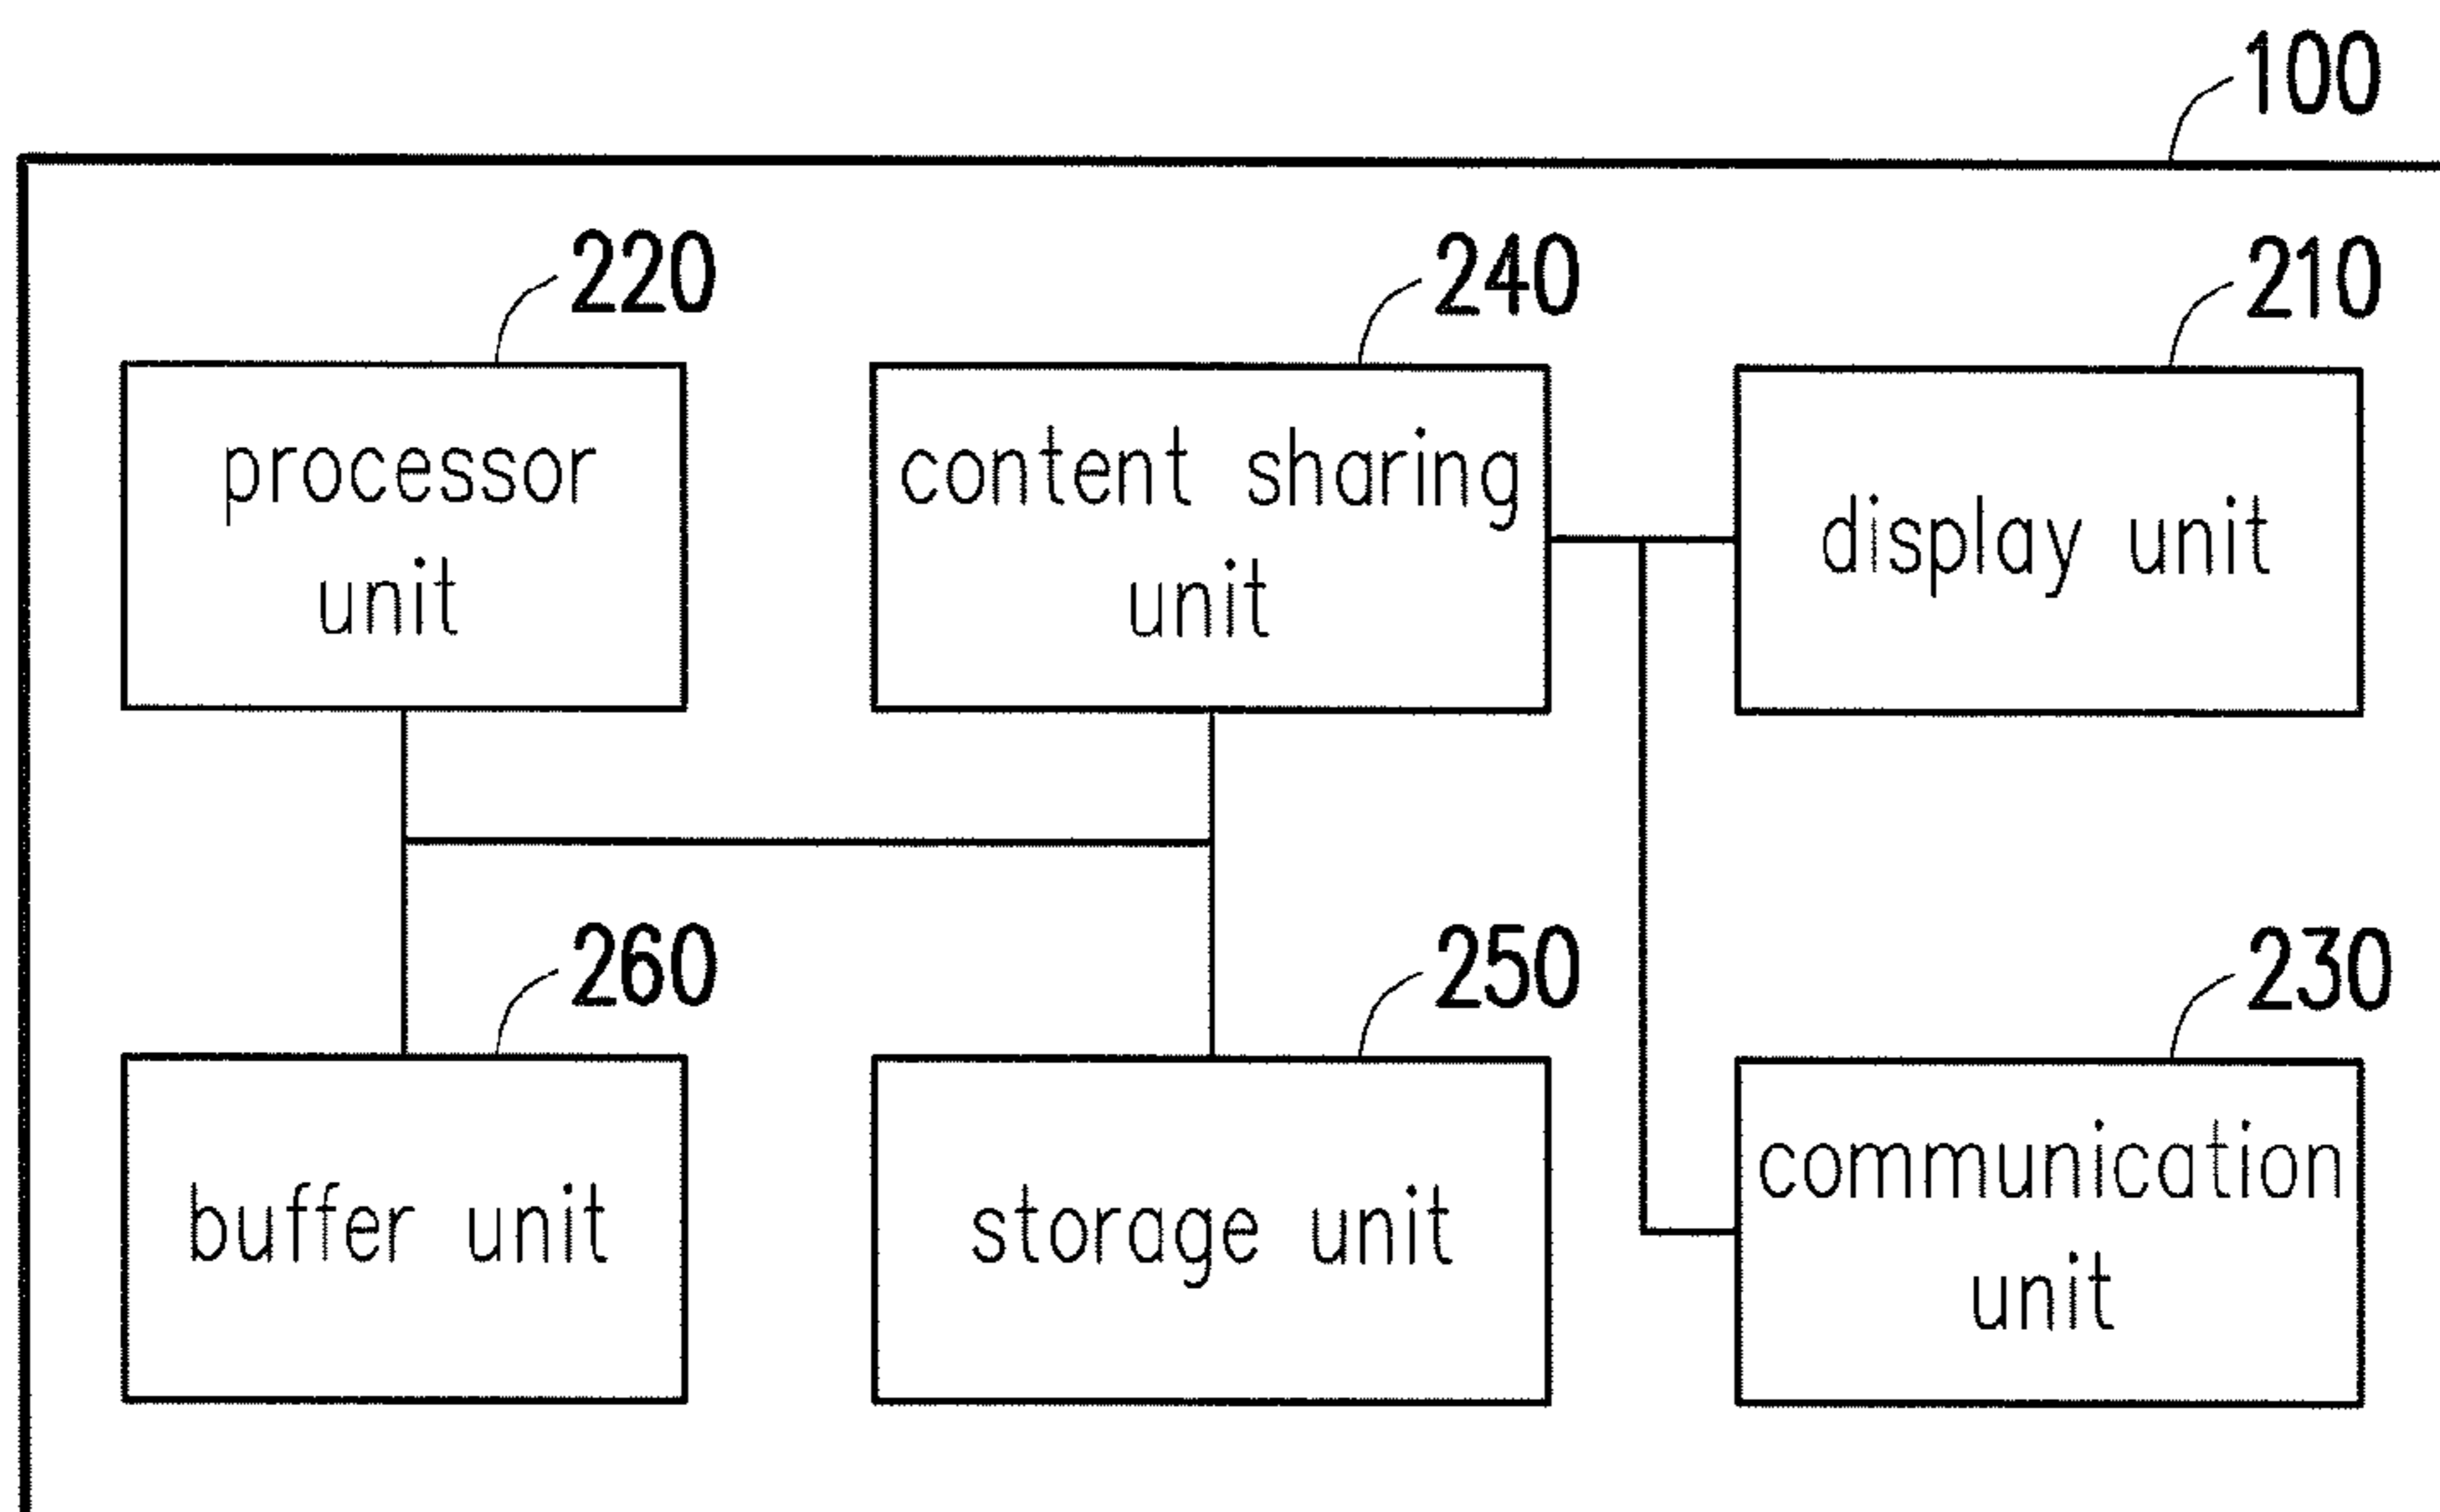 100
220
240
210
processor
unit
content sharing
unit
display unit
260
250
230
buffer unit
storage unit
communication
unit